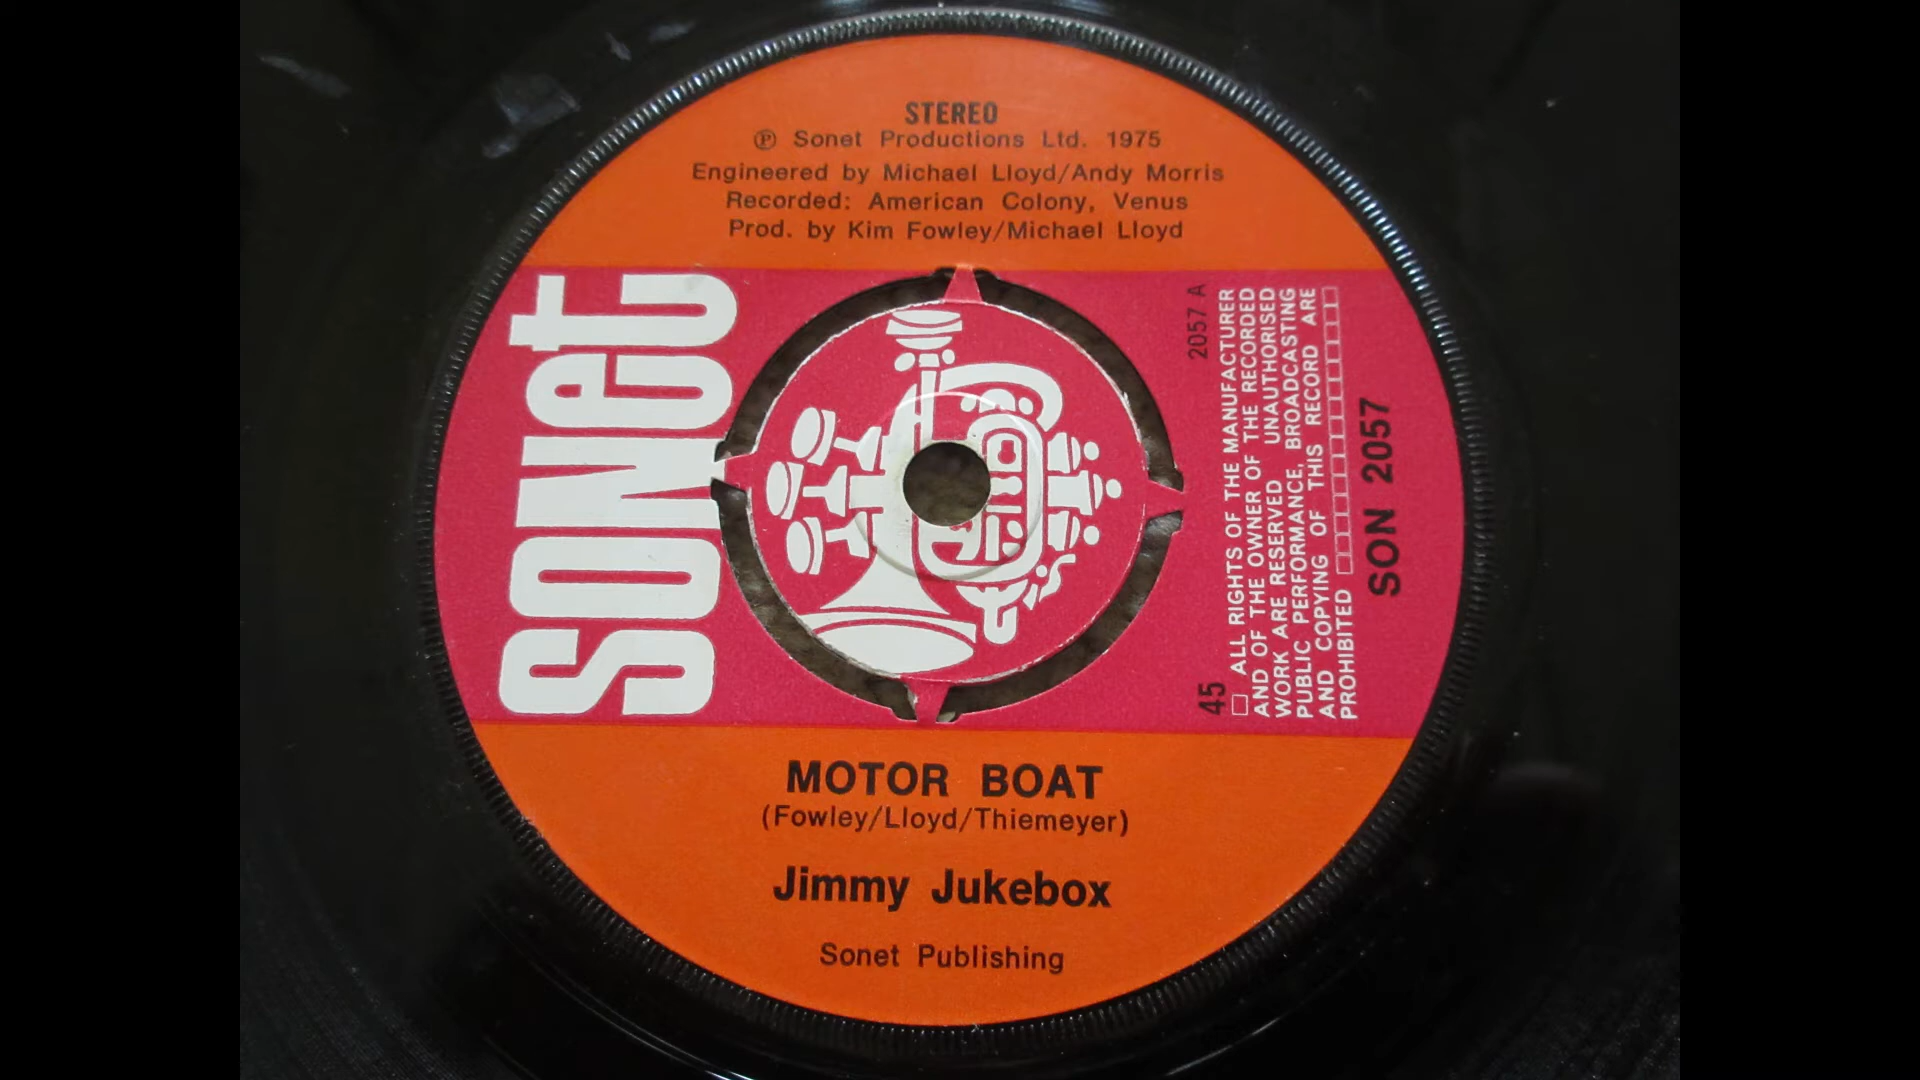 STEREO
℗ Sonet Productions Ltd. 1975
Engineered by Michael Lloyd/Andy Morris
Recorded: American Colony, Venus
Prod. by Kim Fowley/Michael Lloyd
sonet
45
2057 A
ALL RIGHTS OF THE MANUFACTURER
AND OF THE OWNER OF THE RECORDED
WORK ARE RESERVED UNAUTHORISED
PUBLIC PERFORMANCE, BROADCASTING
AND COPYING OF THIS RECORD ARE
PROHIBITED
SON 2057
MOTOR BOAT
(Fowley/Lloyd/Thiemeyer)
Jimmy Jukebox
Sonet Publishing